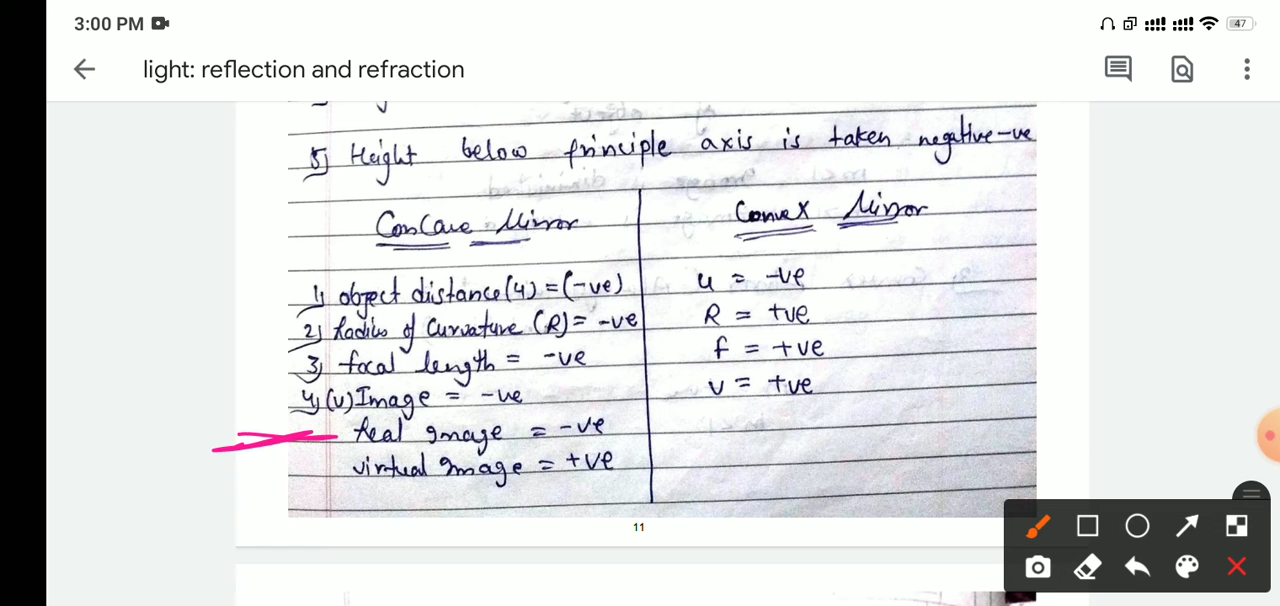 3:00 PM
47
light: reflection and refraction
5) Height below principle axis is taken negative -ve
Concave Mirror
Convex Mirror
1) object distance (u) = (-ve)
2) Radius of Curvature (R) = -ve
3) focal length = -ve
4) (v) Image = -ve
real image = -ve
virtual image = +ve
u = -ve
R = +ve
f = +ve
v = +ve
11